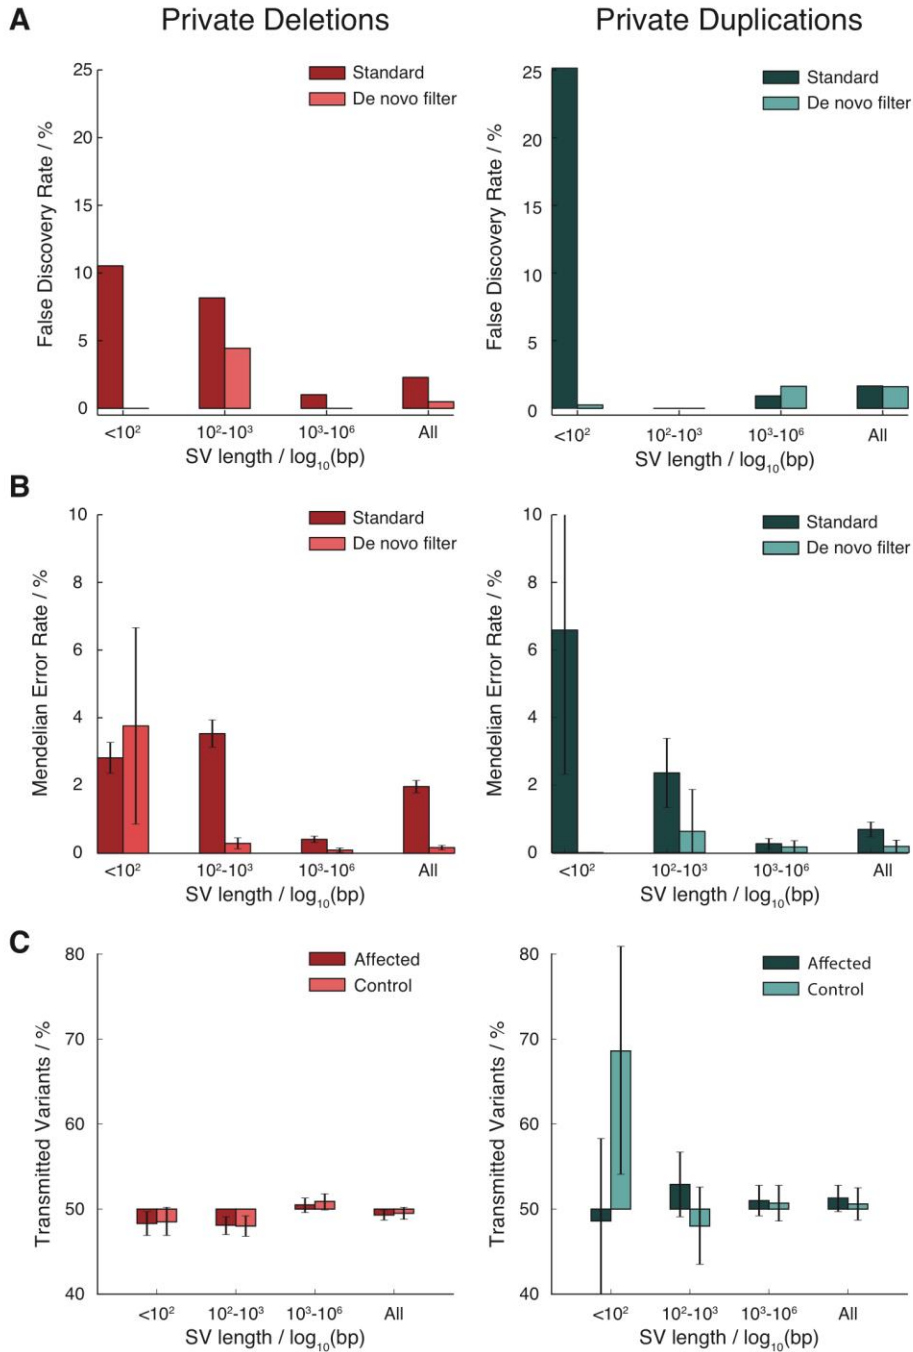 A
Private Deletions
Private Duplications
False Discovery Rate / %
25
20
15
10
5
0
Standard
De novo filter
<10²
10²-10³
10³-10⁶
All
SV length / log₁₀(bp)
False Discovery Rate / %
25
20
15
10
5
0
Standard
De novo filter
<10²
10²-10³
10³-10⁶
All
SV length / log₁₀(bp)
B
Mendelian Error Rate / %
10
8
6
4
2
0
Standard
De novo filter
<10²
10²-10³
10³-10⁶
All
SV length / log₁₀(bp)
Mendelian Error Rate / %
10
8
6
4
2
0
Standard
De novo filter
<10²
10²-10³
10³-10⁶
All
SV length / log₁₀(bp)
C
Transmitted Variants / %
80
70
60
50
40
Affected
Control
<10²
10²-10³
10³-10⁶
All
SV length / log₁₀(bp)
Transmitted Variants / %
80
70
60
50
40
Affected
Control
<10²
10²-10³
10³-10⁶
All
SV length / log₁₀(bp)